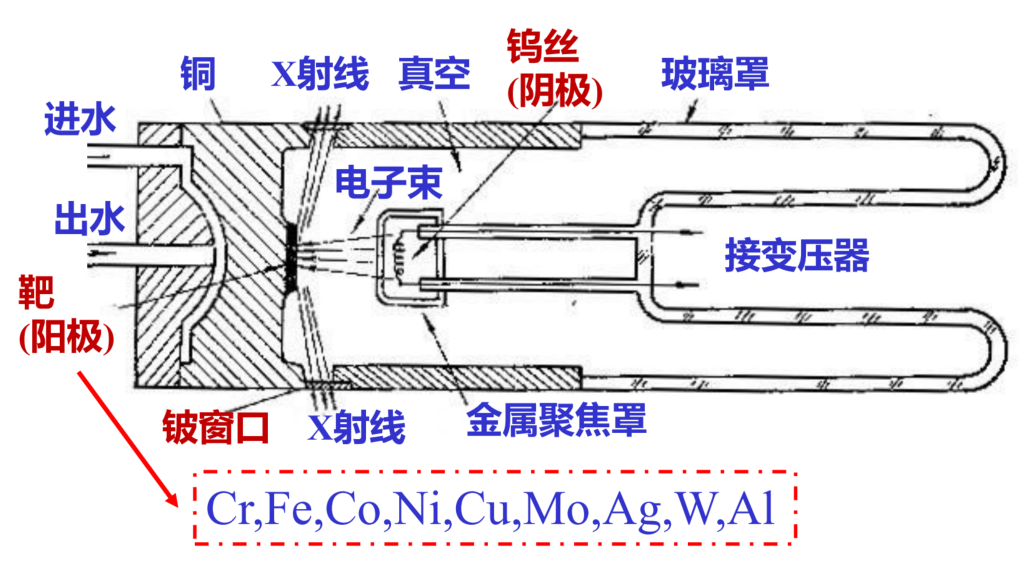 钨丝
(阴极)
铜
X射线
真空
玻璃罩
进水
电子束
出水
接变压器
靶
(阳极)
铍窗口
X射线
金属聚焦罩
Cr,Fe,Co,Ni,Cu,Mo,Ag,W,Al